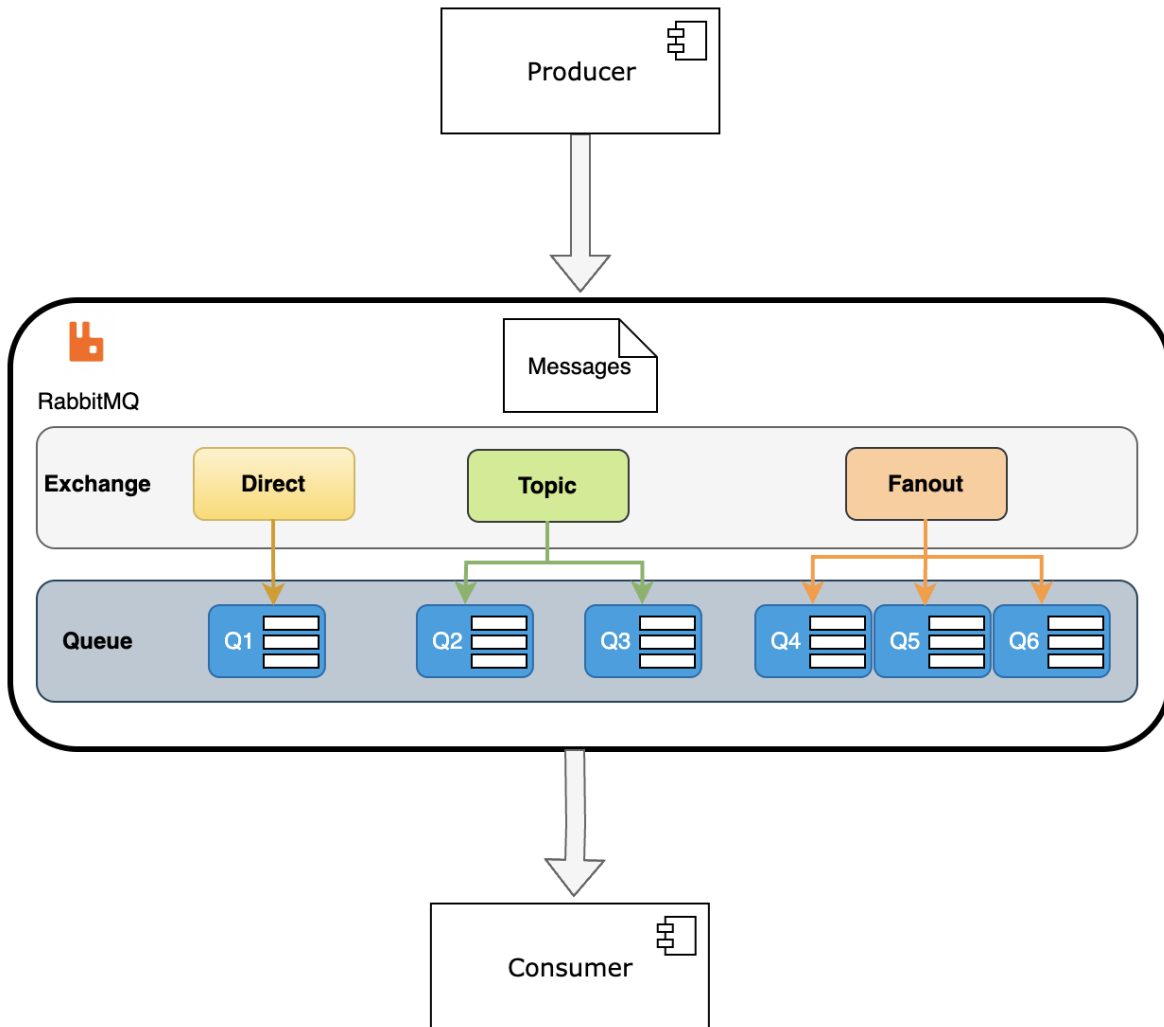 Producer
Messages
RabbitMQ
Exchange
Direct
Topic
Fanout
Queue
Q1
Q2
Q3
Q4
Q5
Q6
Consumer